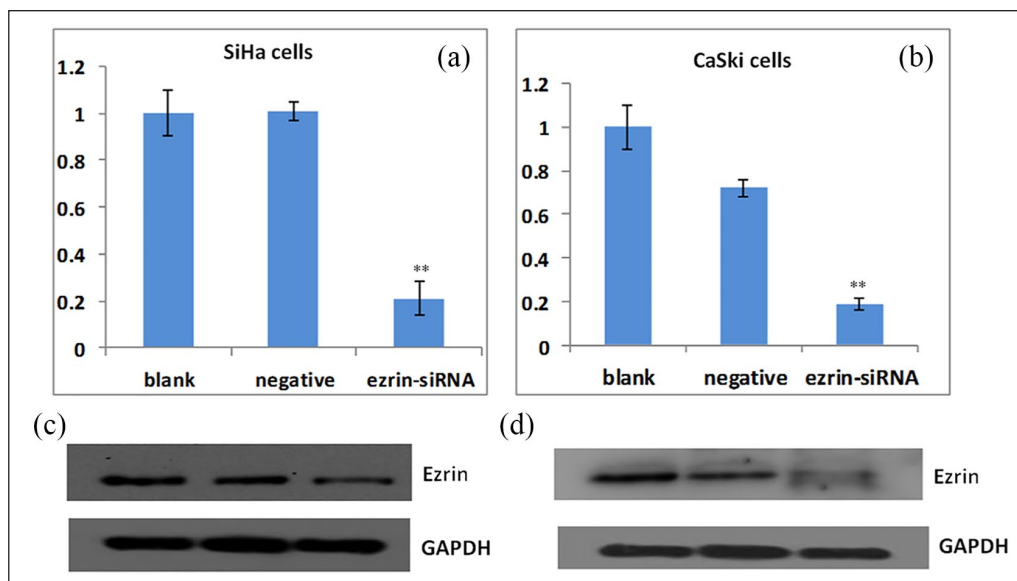 SiHa cells
(a)
1.2
1
0.8
0.6
0.4
0.2
0
**
blank negative ezrin-siRNA
CaSki cells
(b)
1.2
1
0.8
0.6
0.4
0.2
0
**
blank negative ezrin-siRNA
(c)
Ezrin
GAPDH
(d)
Ezrin
GAPDH